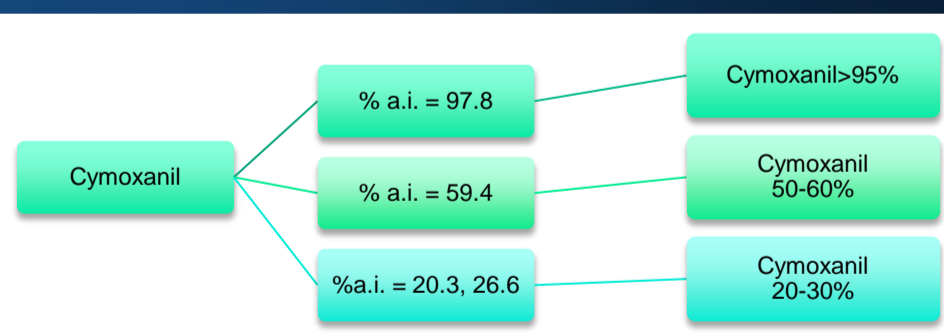 Cymoxanil
% a.i. = 97.8
% a.i. = 59.4
%a.i. = 20.3, 26.6
Cymoxanil>95%
Cymoxanil
50-60%
Cymoxanil
20-30%